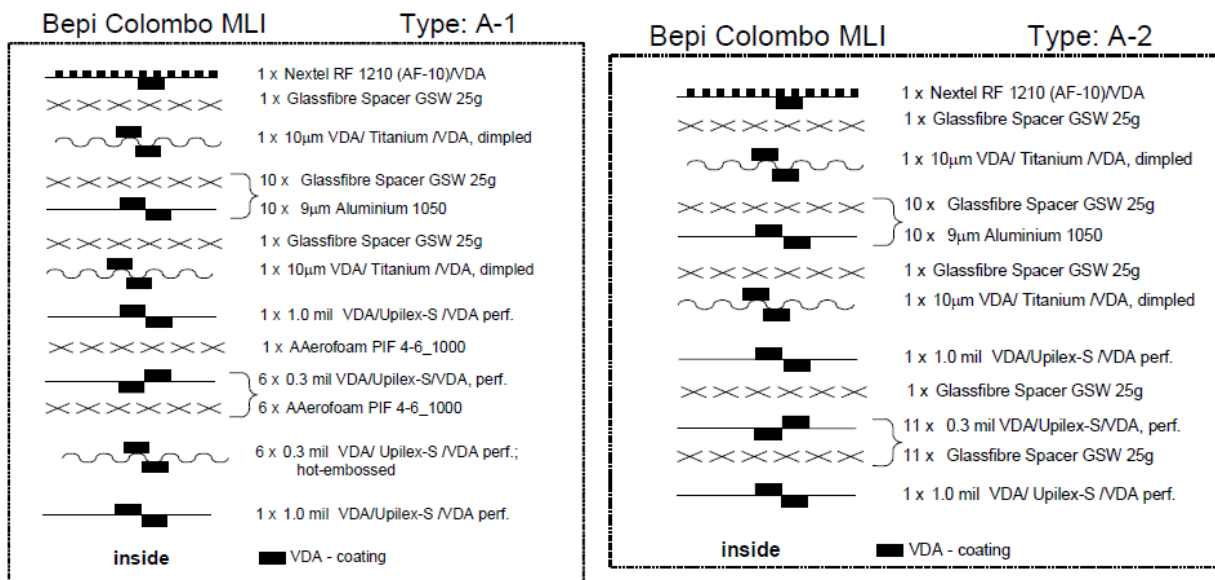 Bepi Colombo MLI Type: A-1
1 x Nextel RF 1210 (AF-10)/VDA
1 x Glassfibre Spacer GSW 25g
1 x 10µm VDA/ Titanium /VDA, dimpled
10 x Glassfibre Spacer GSW 25g
10 x 9µm Aluminium 1050
1 x Glassfibre Spacer GSW 25g
1 x 10µm VDA/ Titanium /VDA, dimpled
1 x 1.0 mil VDA/Upilex-S /VDA perf.
1 x AAerofoam PIF 4-6_1000
6 x 0.3 mil VDA/Upilex-S/VDA, perf.
6 x AAerofoam PIF 4-6_1000
6 x 0.3 mil VDA/ Upilex-S /VDA perf.;
hot-embossed
1 x 1.0 mil VDA/Upilex-S /VDA perf.
inside VDA - coating
Bepi Colombo MLI Type: A-2
1 x Nextel RF 1210 (AF-10)/VDA
1 x Glassfibre Spacer GSW 25g
1 x 10µm VDA/ Titanium /VDA, dimpled
10 x Glassfibre Spacer GSW 25g
10 x 9µm Aluminium 1050
1 x Glassfibre Spacer GSW 25g
1 x 10µm VDA/ Titanium /VDA, dimpled
1 x 1.0 mil VDA/Upilex-S /VDA perf.
1 x Glassfibre Spacer GSW 25g
11 x 0.3 mil VDA/Upilex-S/VDA, perf.
11 x Glassfibre Spacer GSW 25g
1 x 1.0 mil VDA/ Upilex-S /VDA perf.
inside VDA - coating